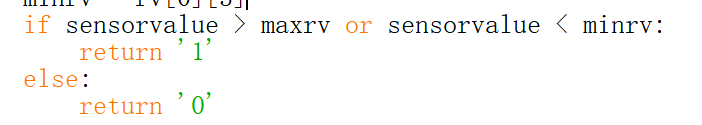 if sensorvalue > maxrv or sensorvalue < minrv:
    return '1'
else:
    return '0'